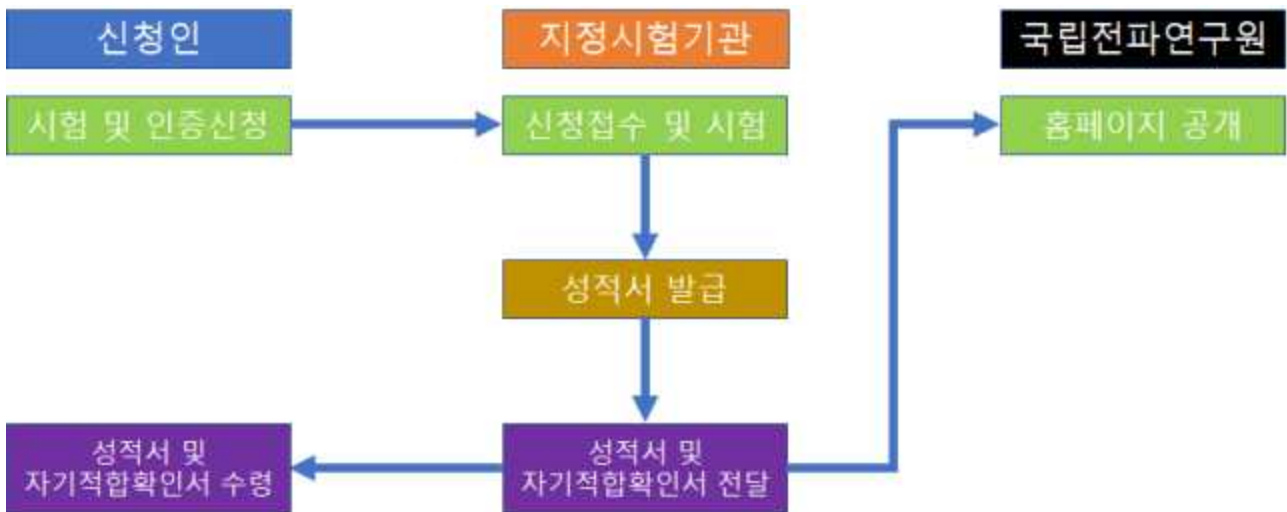 신청인
지정시험기관
국립전파연구원
시험 및 인증신청
신청접수 및 시험
홈페이지 공개
성적서 발급
성적서 및
자기적합확인서 수령
성적서 및
자기적합확인서 전달